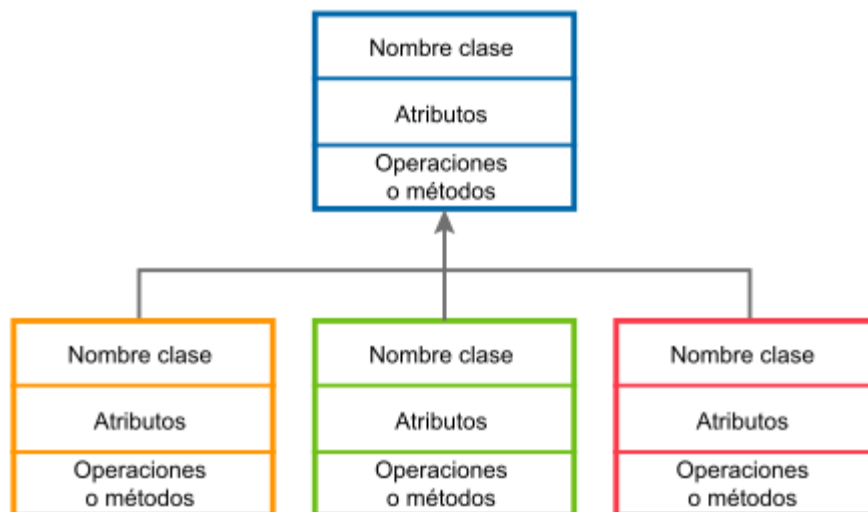 Nombre clase
Atributos
Operaciones
o métodos
Nombre clase
Atributos
Operaciones
o métodos
Nombre clase
Atributos
Operaciones
o métodos
Nombre clase
Atributos
Operaciones
o métodos